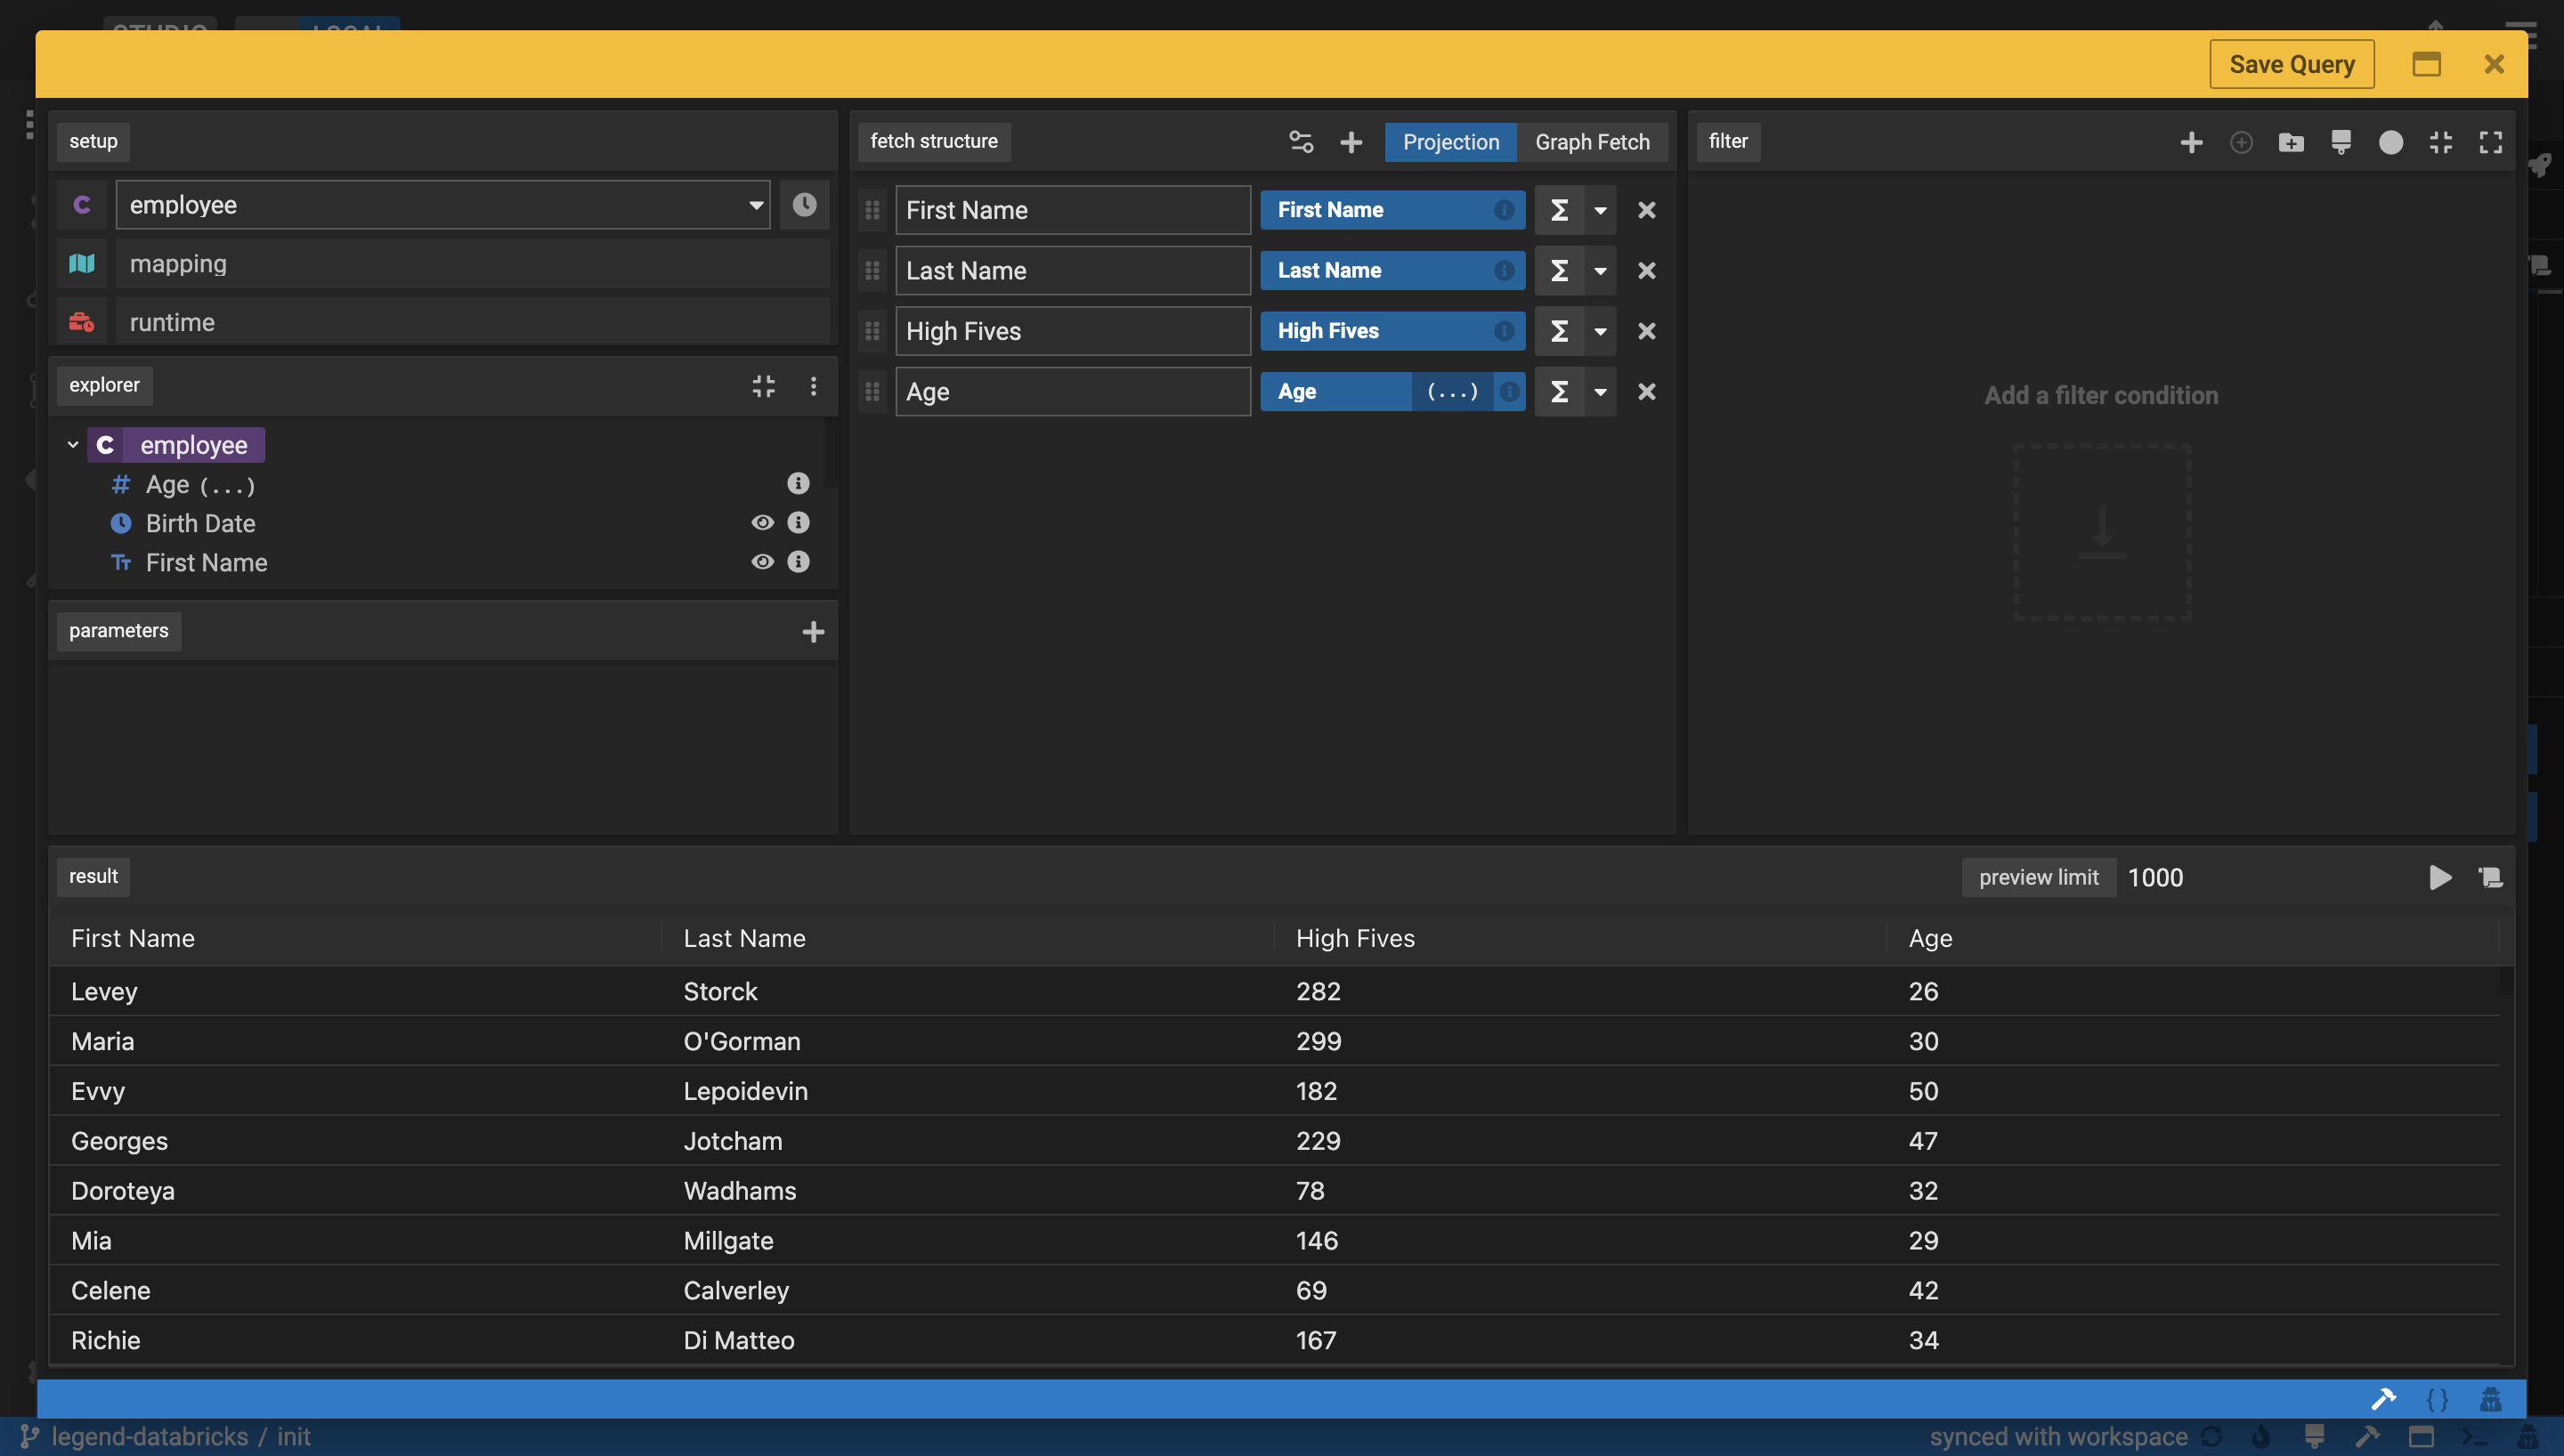 STUDIO LOCAL
Save Query
setup
employee
mapping
runtime
explorer
employee
Age (...)
Birth Date
First Name
parameters
fetch structure
Projection
Graph Fetch
First Name First Name
Last Name Last Name
High Fives High Fives
Age Age (...)
filter
Add a filter condition
result
preview limit 1000
First Name Last Name High Fives Age
Levey Storck 282 26
Maria O'Gorman 299 30
Evvy Lepoidevin 182 50
Georges Jotcham 229 47
Doroteya Wadhams 78 32
Mia Millgate 146 29
Celene Calverley 69 42
Richie Di Matteo 167 34
legend-databricks / init
synced with workspace